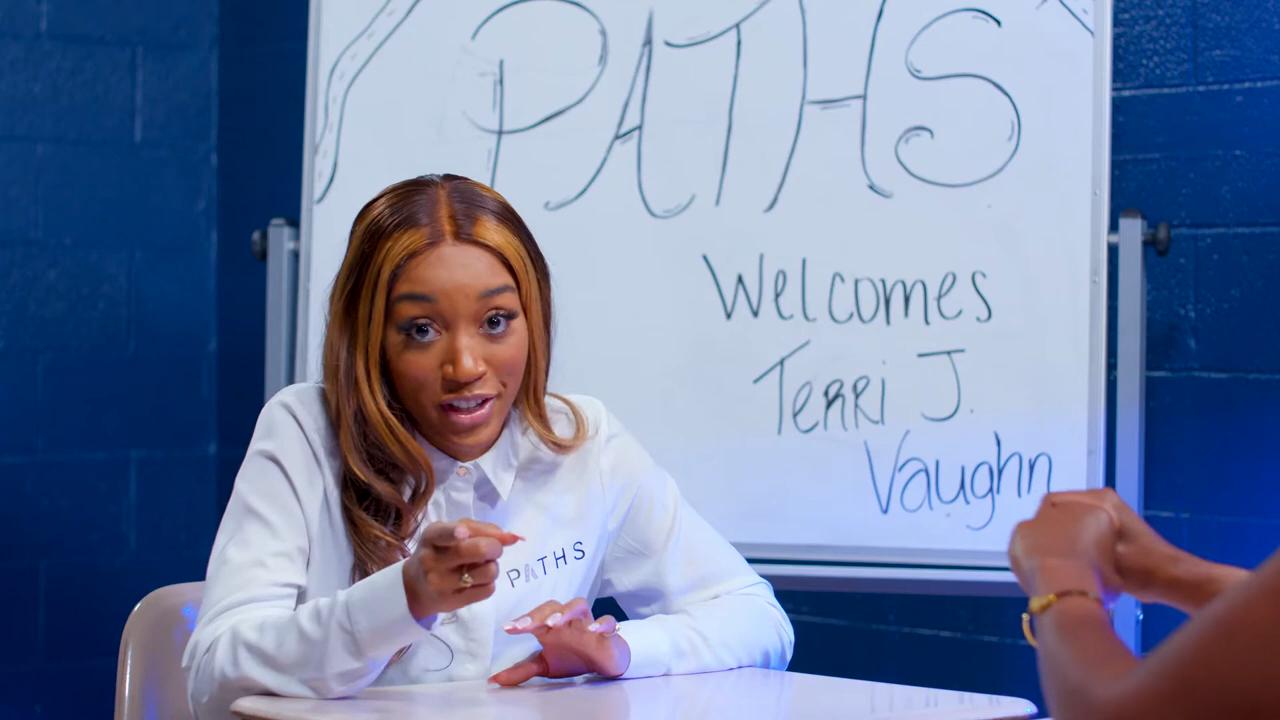 PATHS
Welcomes
Terri J.
Vaughn
PATHS